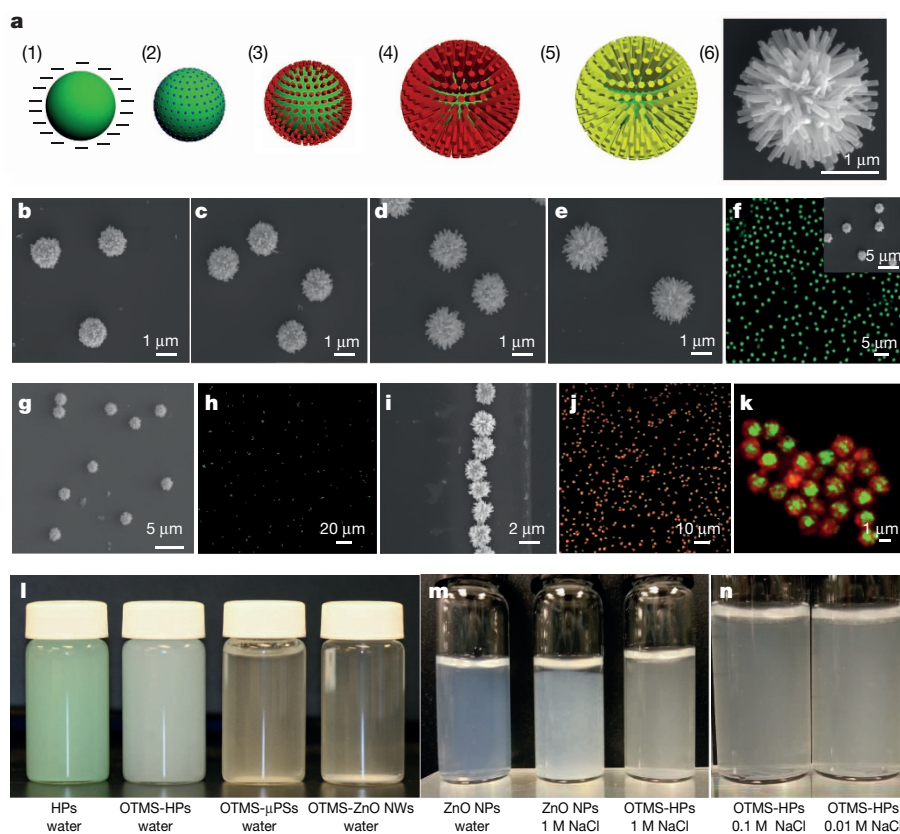 a
(1) (2) (3) (4) (5) (6)
1 μm
b c d e f
1 μm 1 μm 1 μm 1 μm 5 μm
5 μm
g h i j k
5 μm 20 μm 2 μm 10 μm 1 μm
l m n
HPs OTMS-HPs OTMS-μPSs OTMS-ZnO NWs ZnO NPs ZnO NPs OTMS-HPs OTMS-HPs OTMS-HPs
water water water water water 1 M NaCl 1 M NaCl 0.1 M NaCl 0.01 M NaCl